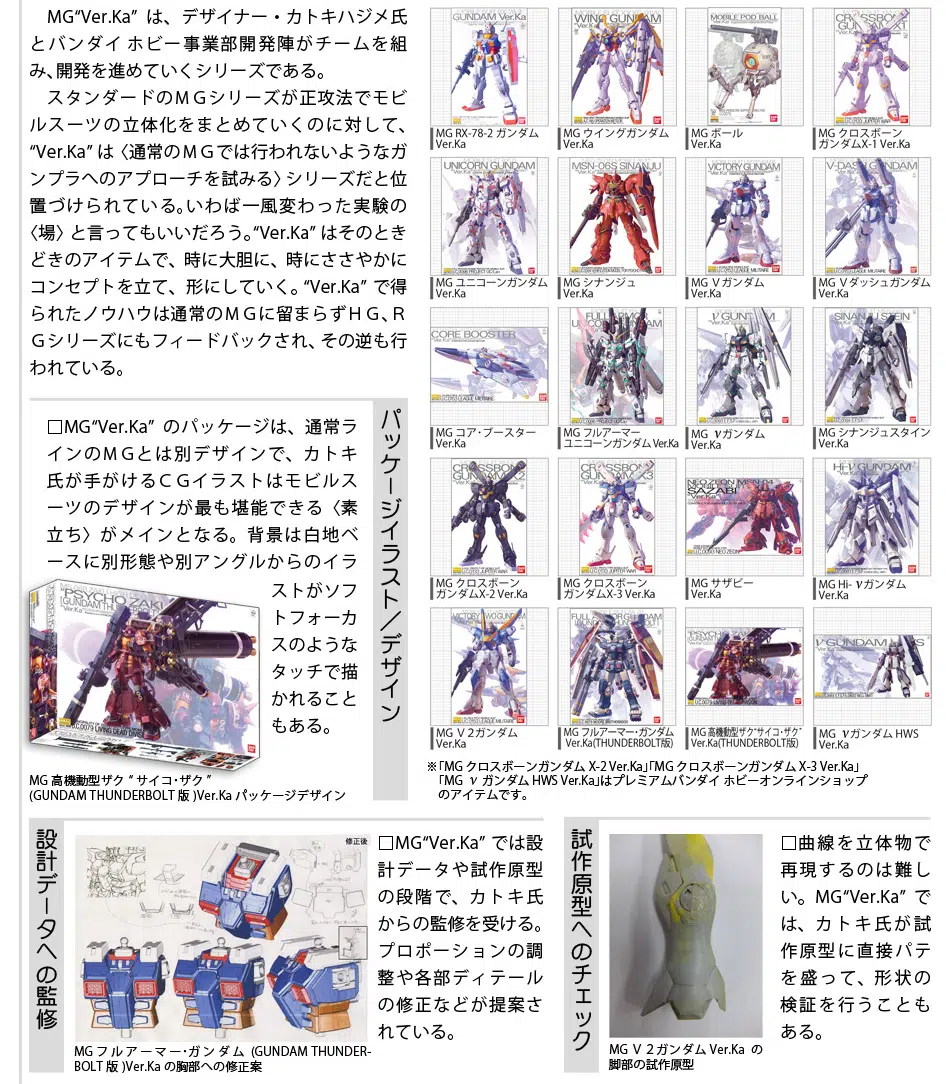 MG“Ver.Ka” は、デザイナー・カトキハジメ氏
とバンダイ ホビー事業部開発陣がチームを組
み、開発を進めていくシリーズである。
スタンダードのＭＧシリーズが正攻法でモビ
ルスーツの立体化をまとめていくのに対して、
“Ver.Ka” は〈通常のＭＧでは行われないようなガ
ンプラへのアプローチを試みる〉シリーズだと位
置づけられている。いわば一風変わった実験の
〈場〉と言ってもいいだろう。“Ver.Ka” はそのとき
どきのアイテムで、時に大胆に、時にささやかに
コンセプトを立て、形にしていく。“Ver.Ka” で得
られたノウハウは通常のＭＧに留まらずＨＧ、Ｒ
Ｇシリーズにもフィードバックされ、その逆も行
われている。
パッケージイラスト／デザイン
□MG“Ver.Ka” のパッケージは、通常ラ
インのＭＧとは別デザインで、カトキ
氏が手がけるＣＧイラストはモビルス
ーツのデザインが最も堪能できる〈素
立ち〉がメインとなる。背景は白地ベ
ースに別形態や別アングルからのイラ
ストがソフ
トフォーカ
スのような
タッチで描
かれること
もある。
"PSYCHO ZAKU"
[GUNDAM THUNDERBOLT]
"Ver.Ka"
U.C.0079 LIVING DEAD DIVISION
MG 高機動型ザク “ サイコ・ザク ”
(GUNDAM THUNDERBOLT 版 )Ver.Ka パッケージデザイン
GUNDAM Ver.Ka
MG RX-78-2 ガンダム
Ver.Ka
WING GUNDAM
"Ver.Ka"
MG ウイングガンダム
Ver.Ka
MOBILE POD BALL
"Ver.Ka"
MG ボール
Ver.Ka
CROSSBONE
GUNDAM X1
"Ver.Ka"
MG クロスボーン
ガンダムX-1 Ver.Ka
UNICORN GUNDAM
"Ver.Ka"
MG ユニコーンガンダム
Ver.Ka
MSN-06S SINANJU
"Ver.Ka"
MG シナンジュ
Ver.Ka
VICTORY GUNDAM
"Ver.Ka"
MG Vガンダム
Ver.Ka
V-DASH GUNDAM
"Ver.Ka"
MG Vダッシュガンダム
Ver.Ka
CORE BOOSTER
"Ver.Ka"
MG コア・ブースター
Ver.Ka
FULL ARMOR
UNICORN GUNDAM
MG フルアーマー
ユニコーンガンダム Ver.Ka
ν GUNDAM
"Ver.Ka"
MG νガンダム
Ver.Ka
SINANJU STEIN
"Ver.Ka"
MG シナンジュスタイン
Ver.Ka
CROSSBONE
GUNDAM X2
"Ver.Ka"
MG クロスボーン
ガンダムX-2 Ver.Ka
CROSSBONE
GUNDAM X3
"Ver.Ka"
MG クロスボーン
ガンダムX-3 Ver.Ka
NEO ZEON MSN-04
SAZABI
"Ver.Ka"
MG サザビー
Ver.Ka
Hi-ν GUNDAM
"Ver.Ka"
MG Hi- νガンダム
Ver.Ka
VICTORY TWO GUNDAM
"Ver.Ka"
MG Ｖ２ガンダム
Ver.Ka
FULL ARMOR GUNDAM
MG フルアーマー・ガンダム
Ver.Ka(THUNDERBOLT版)
"PSYCHO ZAKU"
MG 高機動型ザク“サイコ・ザク”
Ver.Ka(THUNDERBOLT版)
ν GUNDAM HWS
MG νガンダム HWS
Ver.Ka
※「MG クロスボーンガンダム X-2 Ver.Ka」「MG クロスボーンガンダム X-3 Ver.Ka」
「MG ν ガンダム HWS Ver.Ka」はプレミアムバンダイ ホビーオンラインショップ
のアイテムです。
設計データへの監修
修正後
MG フルアーマー・ガンダム (GUNDAM THUNDER-
BOLT 版 )Ver.Ka の胸部への修正案
□MG“Ver.Ka” では設
計データや試作原型
の段階で、カトキ氏
からの監修を受ける。
プロポーションの調
整や各部ディテール
の修正などが提案さ
れている。
試作原型へのチェック
MG Ｖ２ガンダム Ver.Ka の
脚部の試作原型
□曲線を立体物で
再現するのは難し
い。MG“Ver.Ka” で
は、カトキ氏が試
作原型に直接パテ
を盛って、形状の
検証を行うことも
ある。